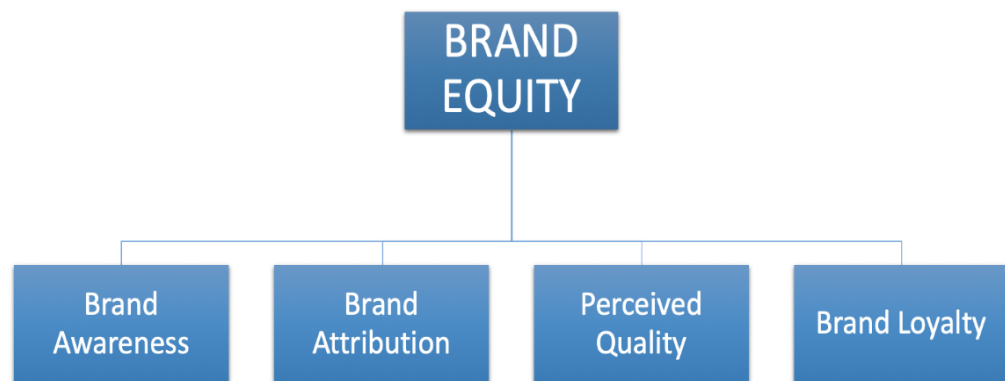 BRAND
EQUITY
Brand
Awareness
Brand
Attribution
Perceived
Quality
Brand Loyalty